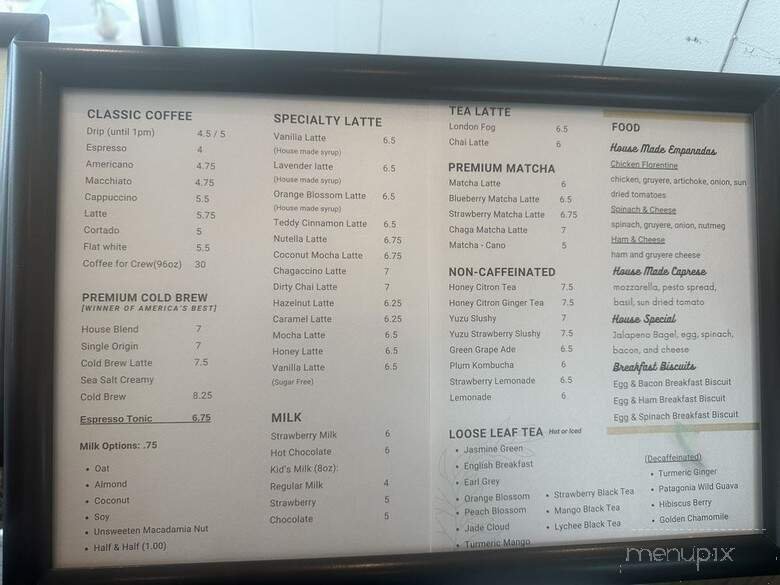 CLASSIC COFFEE
Drip (until 1pm) 4.5 / 5
Espresso 4
Americano 4.75
Macchiato 4.75
Cappuccino 5.5
Latte 5.75
Cortado 5
Flat white 5.5
Coffee for Crew(96oz) 30
PREMIUM COLD BREW
[WINNER OF AMERICA'S BEST]
House Blend 7
Single Origin 7
Cold Brew Latte 7.5
Sea Salt Creamy
Cold Brew 8.25
Espresso Tonic 6.75
Milk Options: .75
• Oat
• Almond
• Coconut
• Soy
• Unsweeten Macadamia Nut
• Half & Half (1.00)
SPECIALTY LATTE
Vanilla Latte 6.5
(House made syrup)
Lavender latte 6.5
(House made syrup)
Orange Blossom Latte 6.5
(House made syrup)
Teddy Cinnamon Latte 6.5
Nutella Latte 6.75
Coconut Mocha Latte 6.75
Chagaccino Latte 7
Dirty Chai Latte 7
Hazelnut Latte 6.25
Caramel Latte 6.25
Mocha Latte 6.5
Honey Latte 6.5
Vanilla Latte 6.5
(Sugar Free)
MILK
Strawberry Milk 6
Hot Chocolate 6
Kid's Milk (8oz):
Regular Milk 4
Strawberry 5
Chocolate 5
TEA LATTE
London Fog 6.5
Chai Latte 6
PREMIUM MATCHA
Matcha Latte 6
Blueberry Matcha Latte 6.5
Strawberry Matcha Latte 6.75
Chaga Matcha Latte 7
Matcha - Cano 5
NON-CAFFEINATED
Honey Citron Tea 7.5
Honey Citron Ginger Tea 7.5
Yuzu Slushy 7
Yuzu Strawberry Slushy 7.5
Green Grape Ade 6.5
Plum Kombucha 6
Strawberry Lemonade 6.5
Lemonade 6
LOOSE LEAF TEA Hot or Iced
• Jasmine Green
• English Breakfast
• Earl Grey
• Orange Blossom
• Peach Blossom
• Jade Cloud
• Turmeric Mango
• Strawberry Black Tea
• Mango Black Tea
• Lychee Black Tea
FOOD
House Made Empanadas
Chicken Florentine
chicken, gruyere, artichoke, onion, sun
dried tomatoes
Spinach & Cheese
spinach, gruyere, onion, nutmeg
Ham & Cheese
ham and gruyere cheese
House Made Caprese
mozzarella, pesto spread,
basil, sun dried tomato
House Special
Jalapeno Bagel, egg, spinach,
bacon, and cheese
Breakfast Biscuits
Egg & Bacon Breakfast Biscuit
Egg & Ham Breakfast Biscuit
Egg & Spinach Breakfast Biscuit
(Decaffeinated)
• Turmeric Ginger
• Patagonia Wild Guava
• Hibiscus Berry
• Golden Chamomile
menupix